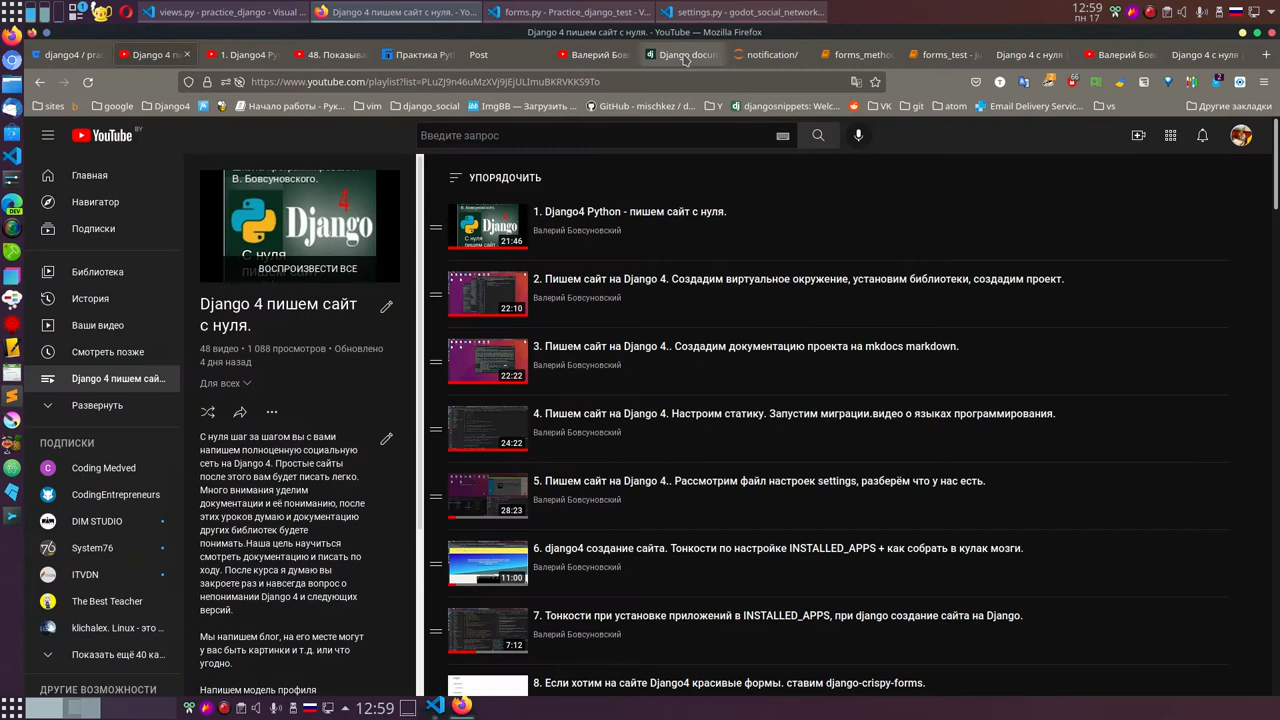 views.py - Practice_django - Visual ...
Django 4 пишем сайт с нуля. - Yo...
forms.py - Practice_django_test - V...
settings.py - prodot_social_network...
12:59
ПН 17
Django 4 пишем сайт с нуля. - YouTube — Mozilla Firefox
django4 / prac
Django 4 пишем с
1. Django4 Pyt
48. Показыва
Практика Pyt
Post
Валерий Бов
Django docum
notification/
forms_metho
forms_test - Ju
Django 4 с нуля
Валерий Бов
Django 4 с нуля
https://www.youtube.com/playlist?list=PLuZJ9n46uMzXVj9JEjULImuBKRVKKS9To
66
2
sites
google
Django4
Начало работы - Рук...
vim
django_social
ImgBB — Загрузить ...
GitHub - mischkez / d...
Y
djangosnippets: Welc...
VK
git
atom
Email Delivery Servic...
vs
Другие закладки
YouTube BY
Введите запрос
Главная
Навигатор
Подписки
Библиотека
История
Ваши видео
Смотреть позже
Django 4 пишем сай...
Развернуть
ПОДПИСКИ
Coding Medved
CodingEntrepreneurs
DIM STUDIO
System76
ITVDN
The Best Teacher
klichalex. Linux - это ...
Показать ещё 40 ка...
ДРУГИЕ ВОЗМОЖНОСТИ
В. Бовсуновского.
4
Django
С нуля
ВОСПРОИЗВЕСТИ ВСЕ
Django 4 пишем сайт
с нуля.
48 видео • 1 088 просмотров • Обновлено
4 дня назад
Для всех
С нуля шаг за шагом вы с вами
напишем полноценную социальную
сеть на Django 4. Простые сайты
после этого вам будет писать легко.
Много внимания уделим
документации и её пониманию, после
этих уроков думаю и документацию
других библиотек будете
понимать.Наша цель научиться
смотреть документацию и писать по
ходу. После курса я думаю вы
закроете раз и навсегда вопрос о
непонимании Django 4 и следующих
версий.
Мы напишем блог, на его месте могут
у вас быть картинки и т.д. или что
угодно.
Напишем модель профиля
УПОРЯДОЧИТЬ
1. Django4 Python - пишем сайт с нуля.
Валерий Бовсуновский
21:46
2. Пишем сайт на Django 4. Создадим виртуальное окружение, установим библиотеки, создадим проект.
Валерий Бовсуновский
22:10
3. Пишем сайт на Django 4.. Создадим документацию проекта на mkdocs markdown.
Валерий Бовсуновский
22:22
4. Пишем сайт на Django 4. Настроим статику. Запустим миграции.видео о языках программирования.
Валерий Бовсуновский
24:22
5. Пишем сайт на Django 4.. Рассмотрим файл настроек settings, разберём что у нас есть.
Валерий Бовсуновский
28:23
6. django4 создание сайта. Тонкости по настройке INSTALLED_APPS + как собрать в кулак мозги.
Валерий Бовсуновский
11:00
7. Тонкости при установке приложений в INSTALLED_APPS, при django создания сайта на Django.
Валерий Бовсуновский
7:12
8. Если хотим на сайте Django4 красивые формы. ставим django-crispy-forms.
12:59